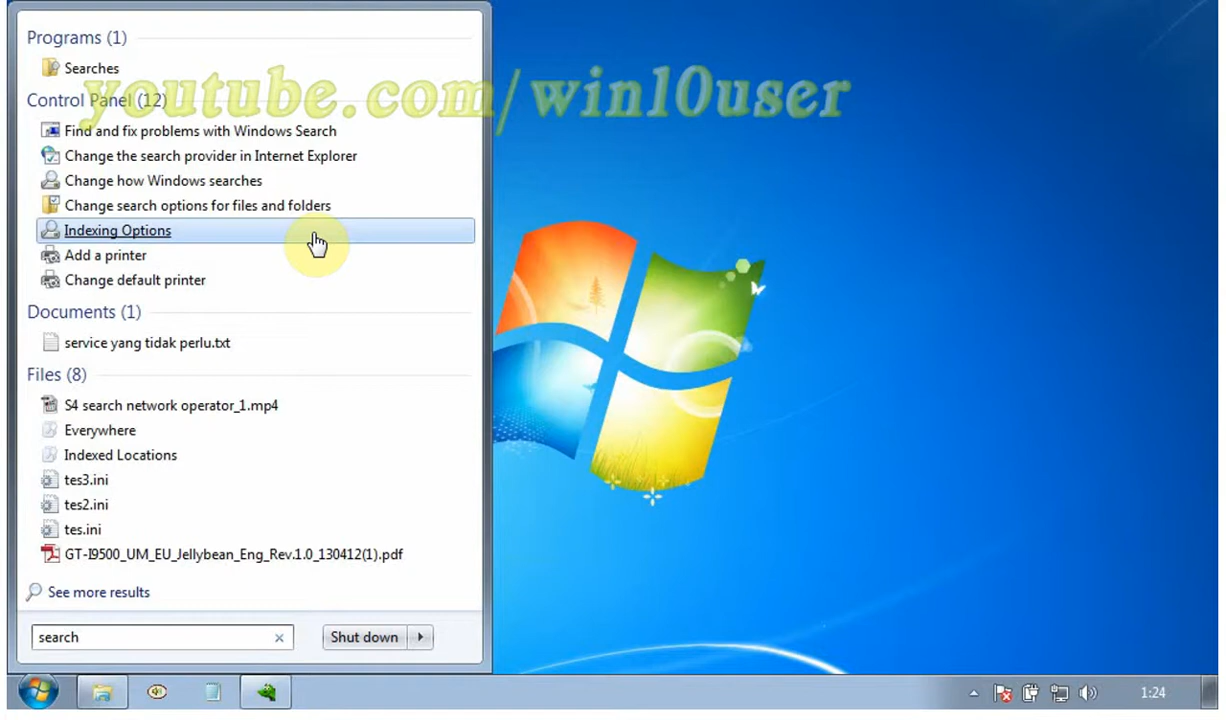 Programs (1)
Searches
youtube.com/win10user
Control Panel (12)
Find and fix problems with Windows Search
Change the search provider in Internet Explorer
Change how Windows searches
Change search options for files and folders
Indexing Options
Add a printer
Change default printer
Documents (1)
service yang tidak perlu.txt
Files (8)
S4 search network operator_1.mp4
Everywhere
Indexed Locations
tes3.ini
tes2.ini
tes.ini
GT-I9500_UM_EU_Jellybean_Eng_Rev.1.0_130412(1).pdf
See more results
search
Shut down
1:24